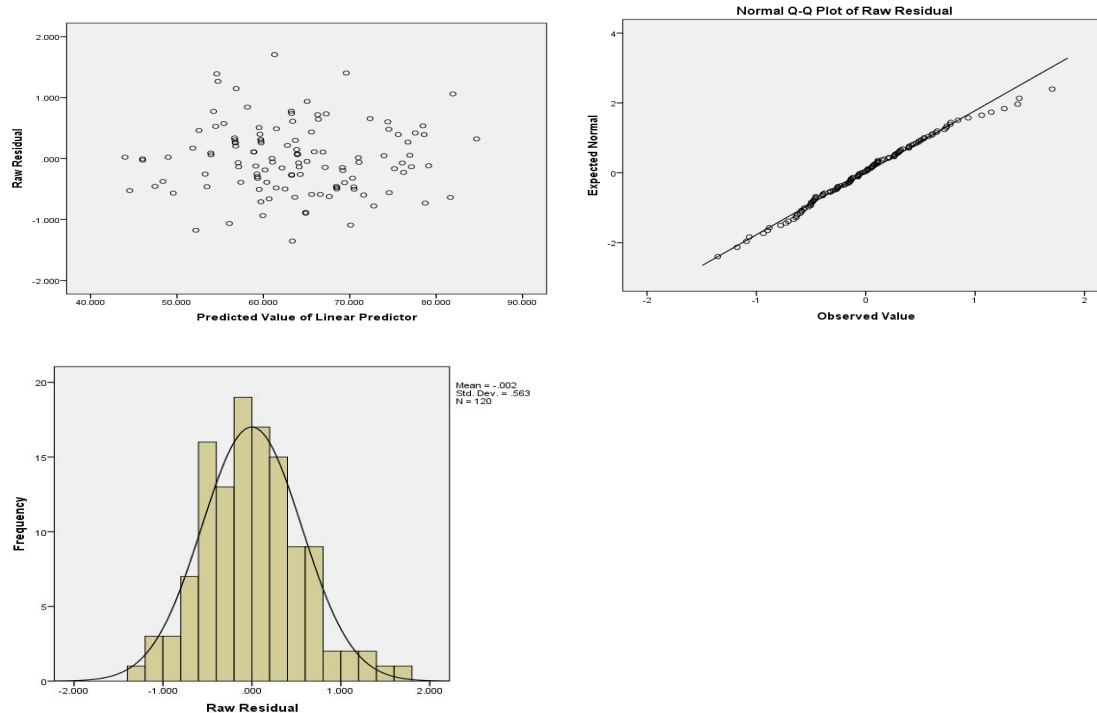 2.000
1.000
.000
-1.000
-2.000
Raw Residual
40.000 50.000 60.000 70.000 80.000 90.000
Predicted Value of Linear Predictor
Normal Q-Q Plot of Raw Residual
4
2
0
-2
Expected Normal
-2 -1 0 1 2
Observed Value
Mean = -.002
Std. Dev. = .563
N = 120
20
15
10
5
0
Frequency
-2.000 -1.000 .000 1.000 2.000
Raw Residual